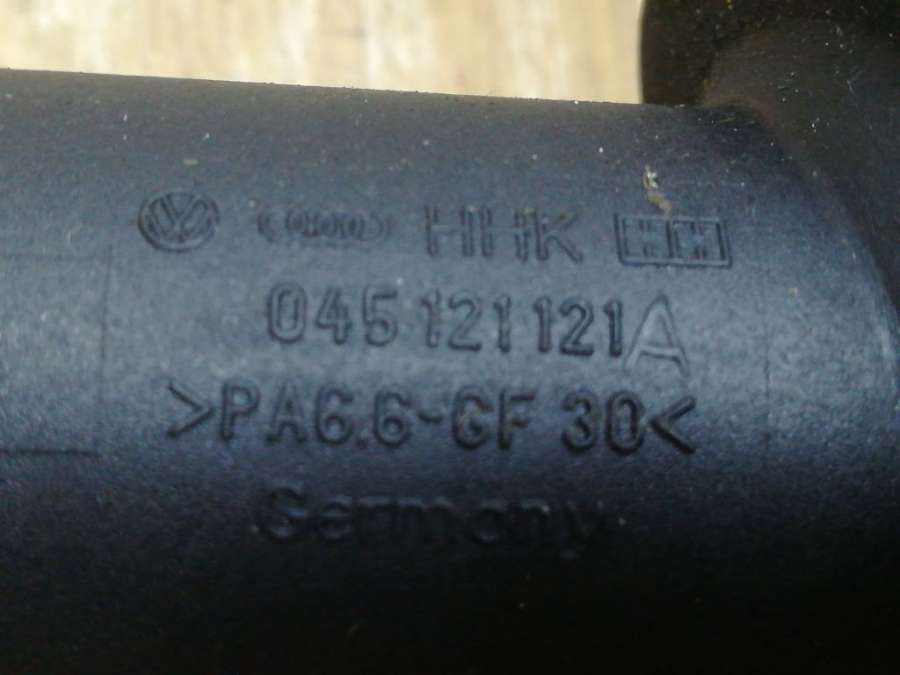 HHK
045 121 121 A
>PA6.6-GF 30<
Germany